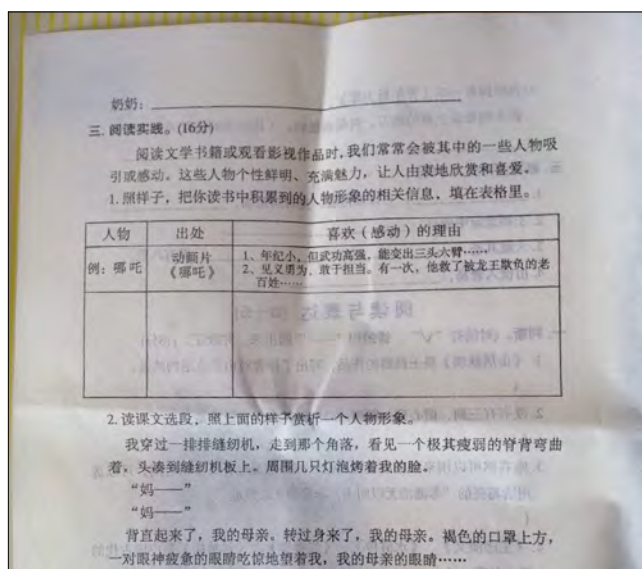 奶奶：
三. 阅读实践。(16分)
阅读文学书籍或观看影视作品时,我们常常会被其中的一些人物吸
引或感动。这些人物个性鲜明、充满魅力，让人由衷地欣赏和喜爱。
1.照样子，把你读书中积累到的人物形象的相关信息，填在表格里。
人物 出处 喜欢（感动）的理由
例：哪吒 动画片《哪吒》
1、年纪小，但武功高强，能变出三头六臂……
2、见义勇为，敢于担当。有一次，他救了被龙王欺负的老
百姓……
2.读课文选段，照上面的样子赏析一个人物形象。
我穿过一排排缝纫机，走到那个角落，看见一个极其瘦弱的脊背弯曲
着，头凑到缝纫机板上。周围几只灯泡烤着我的脸。
“妈——”
“妈——”
背直起来了，我的母亲。转过身来了，我的母亲。褐色的口罩上方，
一对眼神疲惫的眼睛吃惊地望着我，我的母亲的眼睛……